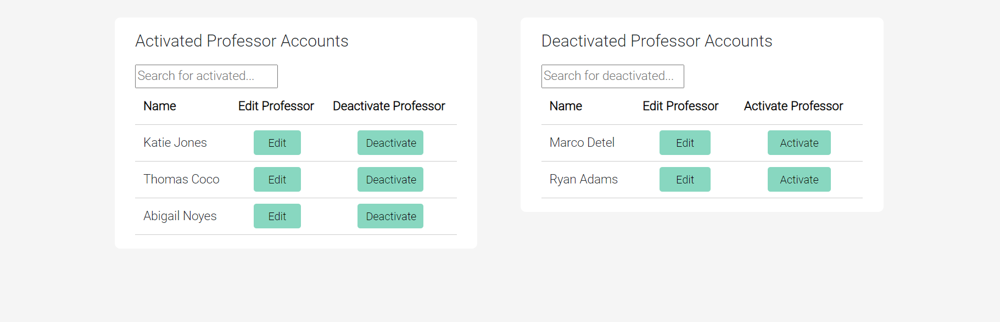 Activated Professor Accounts
Search for activated...
Name Edit Professor Deactivate Professor
Katie Jones Edit Deactivate
Thomas Coco Edit Deactivate
Abigail Noyes Edit Deactivate
Deactivated Professor Accounts
Search for deactivated...
Name Edit Professor Activate Professor
Marco Detel Edit Activate
Ryan Adams Edit Activate